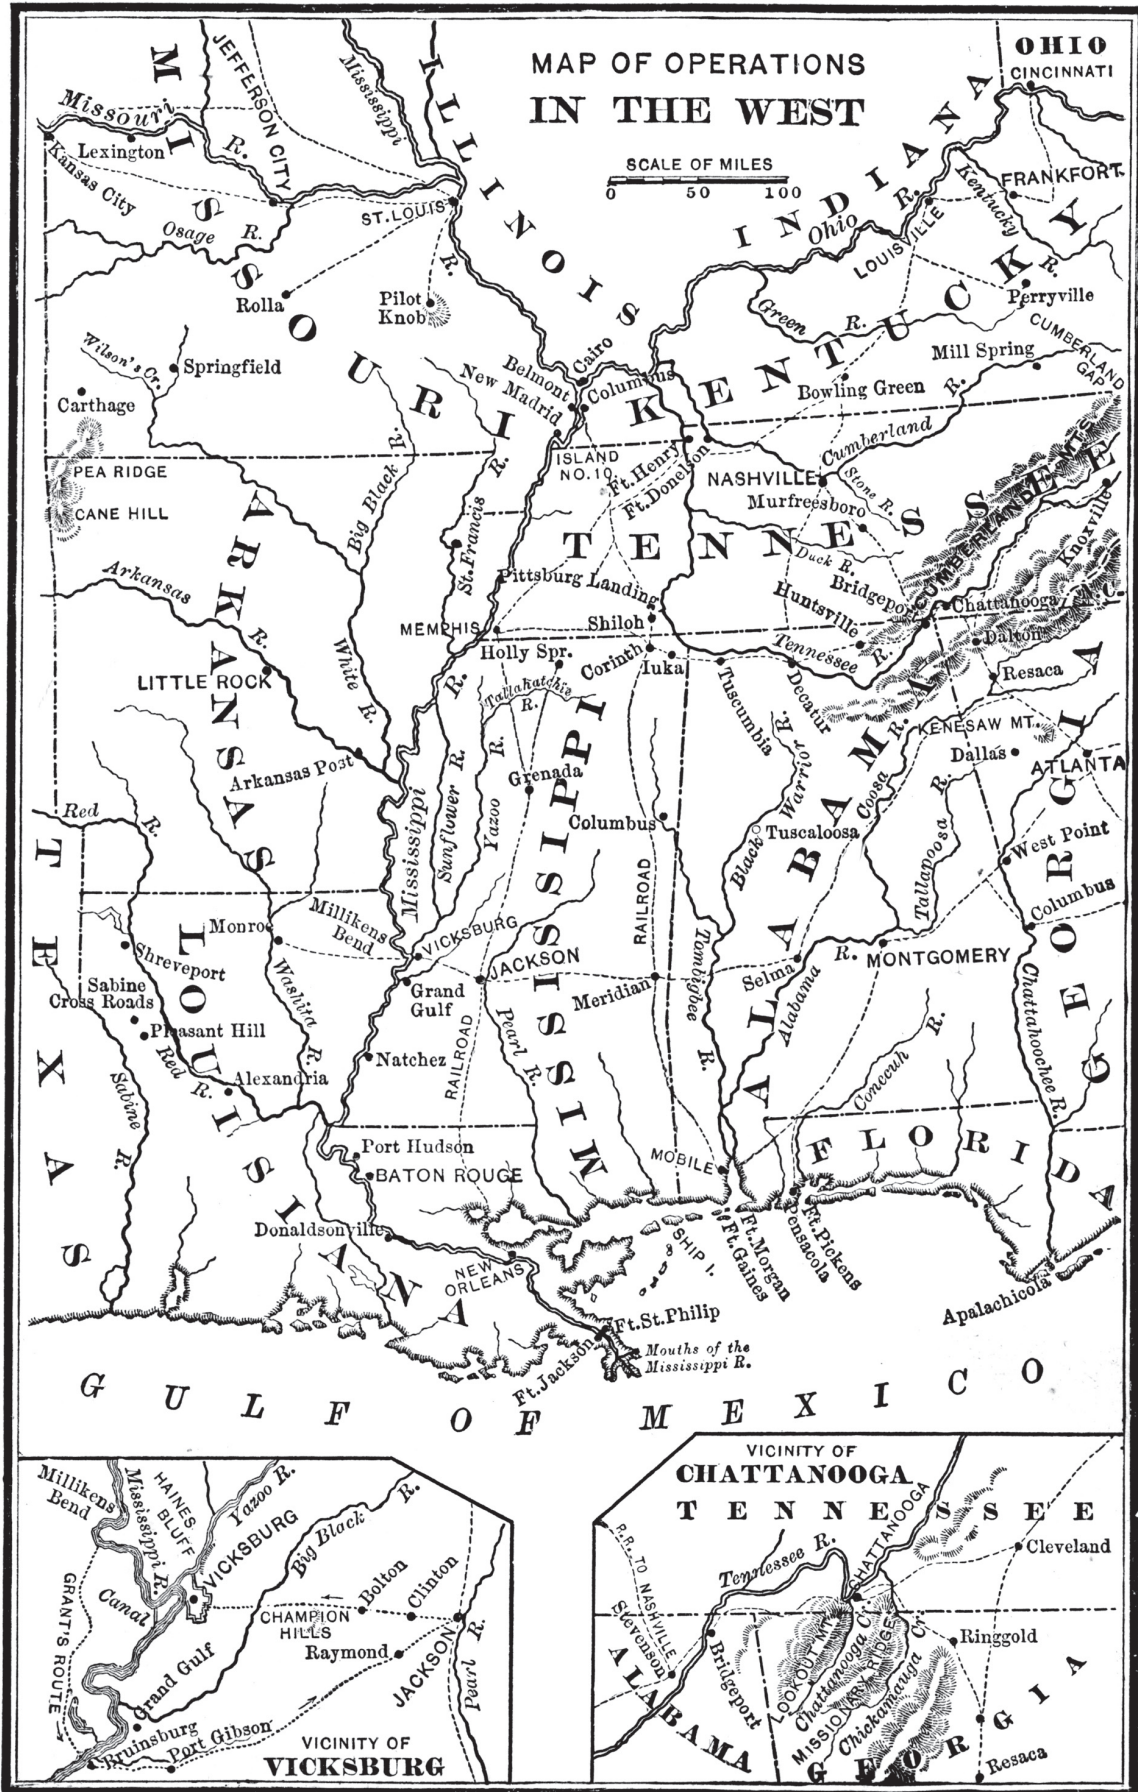 MAP OF OPERATIONS
IN THE WEST
SCALE OF MILES
0 50 100
OHIO
CINCINNATI
MISSOURI
ILLINOIS
INDIANA
KENTUCKY
Missouri R.
Lexington
Kansas City
JEFFERSON CITY
Mississippi
R.
ST. LOUIS
Osage R.
Rolla
Pilot
Knob
Ohio R.
LOUISVILLE
Kentucky R.
FRANKFORT
Perryville
Green R.
Bowling Green
Mill Spring
CUMBERLAND
GAP
Wilson's Cr.
Springfield
Carthage
Cairo
Belmont
New Madrid
Columbus
ISLAND
NO. 10
Ft. Henry
Ft. Donelson
Cumberland R.
NASHVILLE
Stone R.
Murfreesboro
PEA RIDGE
CANE HILL
ARKANSAS
Big Black R.
St. Francis R.
TENNESSEE
CUMBERLAND MTS.
Knoxville
Duck R.
Pittsburg Landing
Bridgeport
Huntsville
Chattanooga
N. C.
Arkansas R.
MEMPHIS
Shiloh
Holly Spr.
Corinth
Iuka
Tennessee R.
Dalton
Resaca
LITTLE ROCK
White R.
R.
Tallahatchie
R.
Tuscumbia
Decatur
KENESAW MT.
Dallas
ATLANTA
Arkansas Post
Mississippi
Sunflower R.
Yazoo R.
Grenada
MISSISSIPPI
Columbus
Black Warrior R.
Tuscaloosa
ALABAMA
Coosa R.
Tallapoosa R.
West Point
GEORGIA
Columbus
Red R.
TEXAS
LOUISIANA
Monroe
Millikens
Bend
VICKSBURG
JACKSON
RAILROAD
Meridian
Tombigbee R.
Selma
Alabama R.
MONTGOMERY
Shreveport
Sabine
Cross Roads
Pleasant Hill
Washita R.
Grand
Gulf
Natchez
RAILROAD
Pearl R.
Conecuh R.
Chattahoochee R.
Red R.
Alexandria
Sabine R.
Port Hudson
BATON ROUGE
MOBILE
FLORIDA
Donaldsonville
NEW
ORLEANS
SHIP I.
Ft. Gaines
Ft. Morgan
Pensacola
Ft. Pickens
Apalachicola
Ft. St. Philip
Ft. Jackson
Mouths of the
Mississippi R.
GULF OF MEXICO
Millikens
Bend
Mississippi R.
HAINES
BLUFF
Yazoo R.
VICKSBURG
Big Black R.
Canal
GRANT'S ROUTE
CHAMPION
HILLS
Bolton
Clinton
Raymond
JACKSON
Pearl R.
Grand Gulf
Bruinsburg
Port Gibson
VICINITY OF
VICKSBURG
VICINITY OF
CHATTANOOGA
TENNESSEE
R.R. TO NASHVILLE
Tennessee R.
CHATTANOOGA
Cleveland
Stevenson
Bridgeport
LOOKOUT MT.
Chattanooga Cr.
MISSIONARY RIDGE
Chickamauga Cr.
Ringgold
Resaca
ALABAMA
GEORGIA